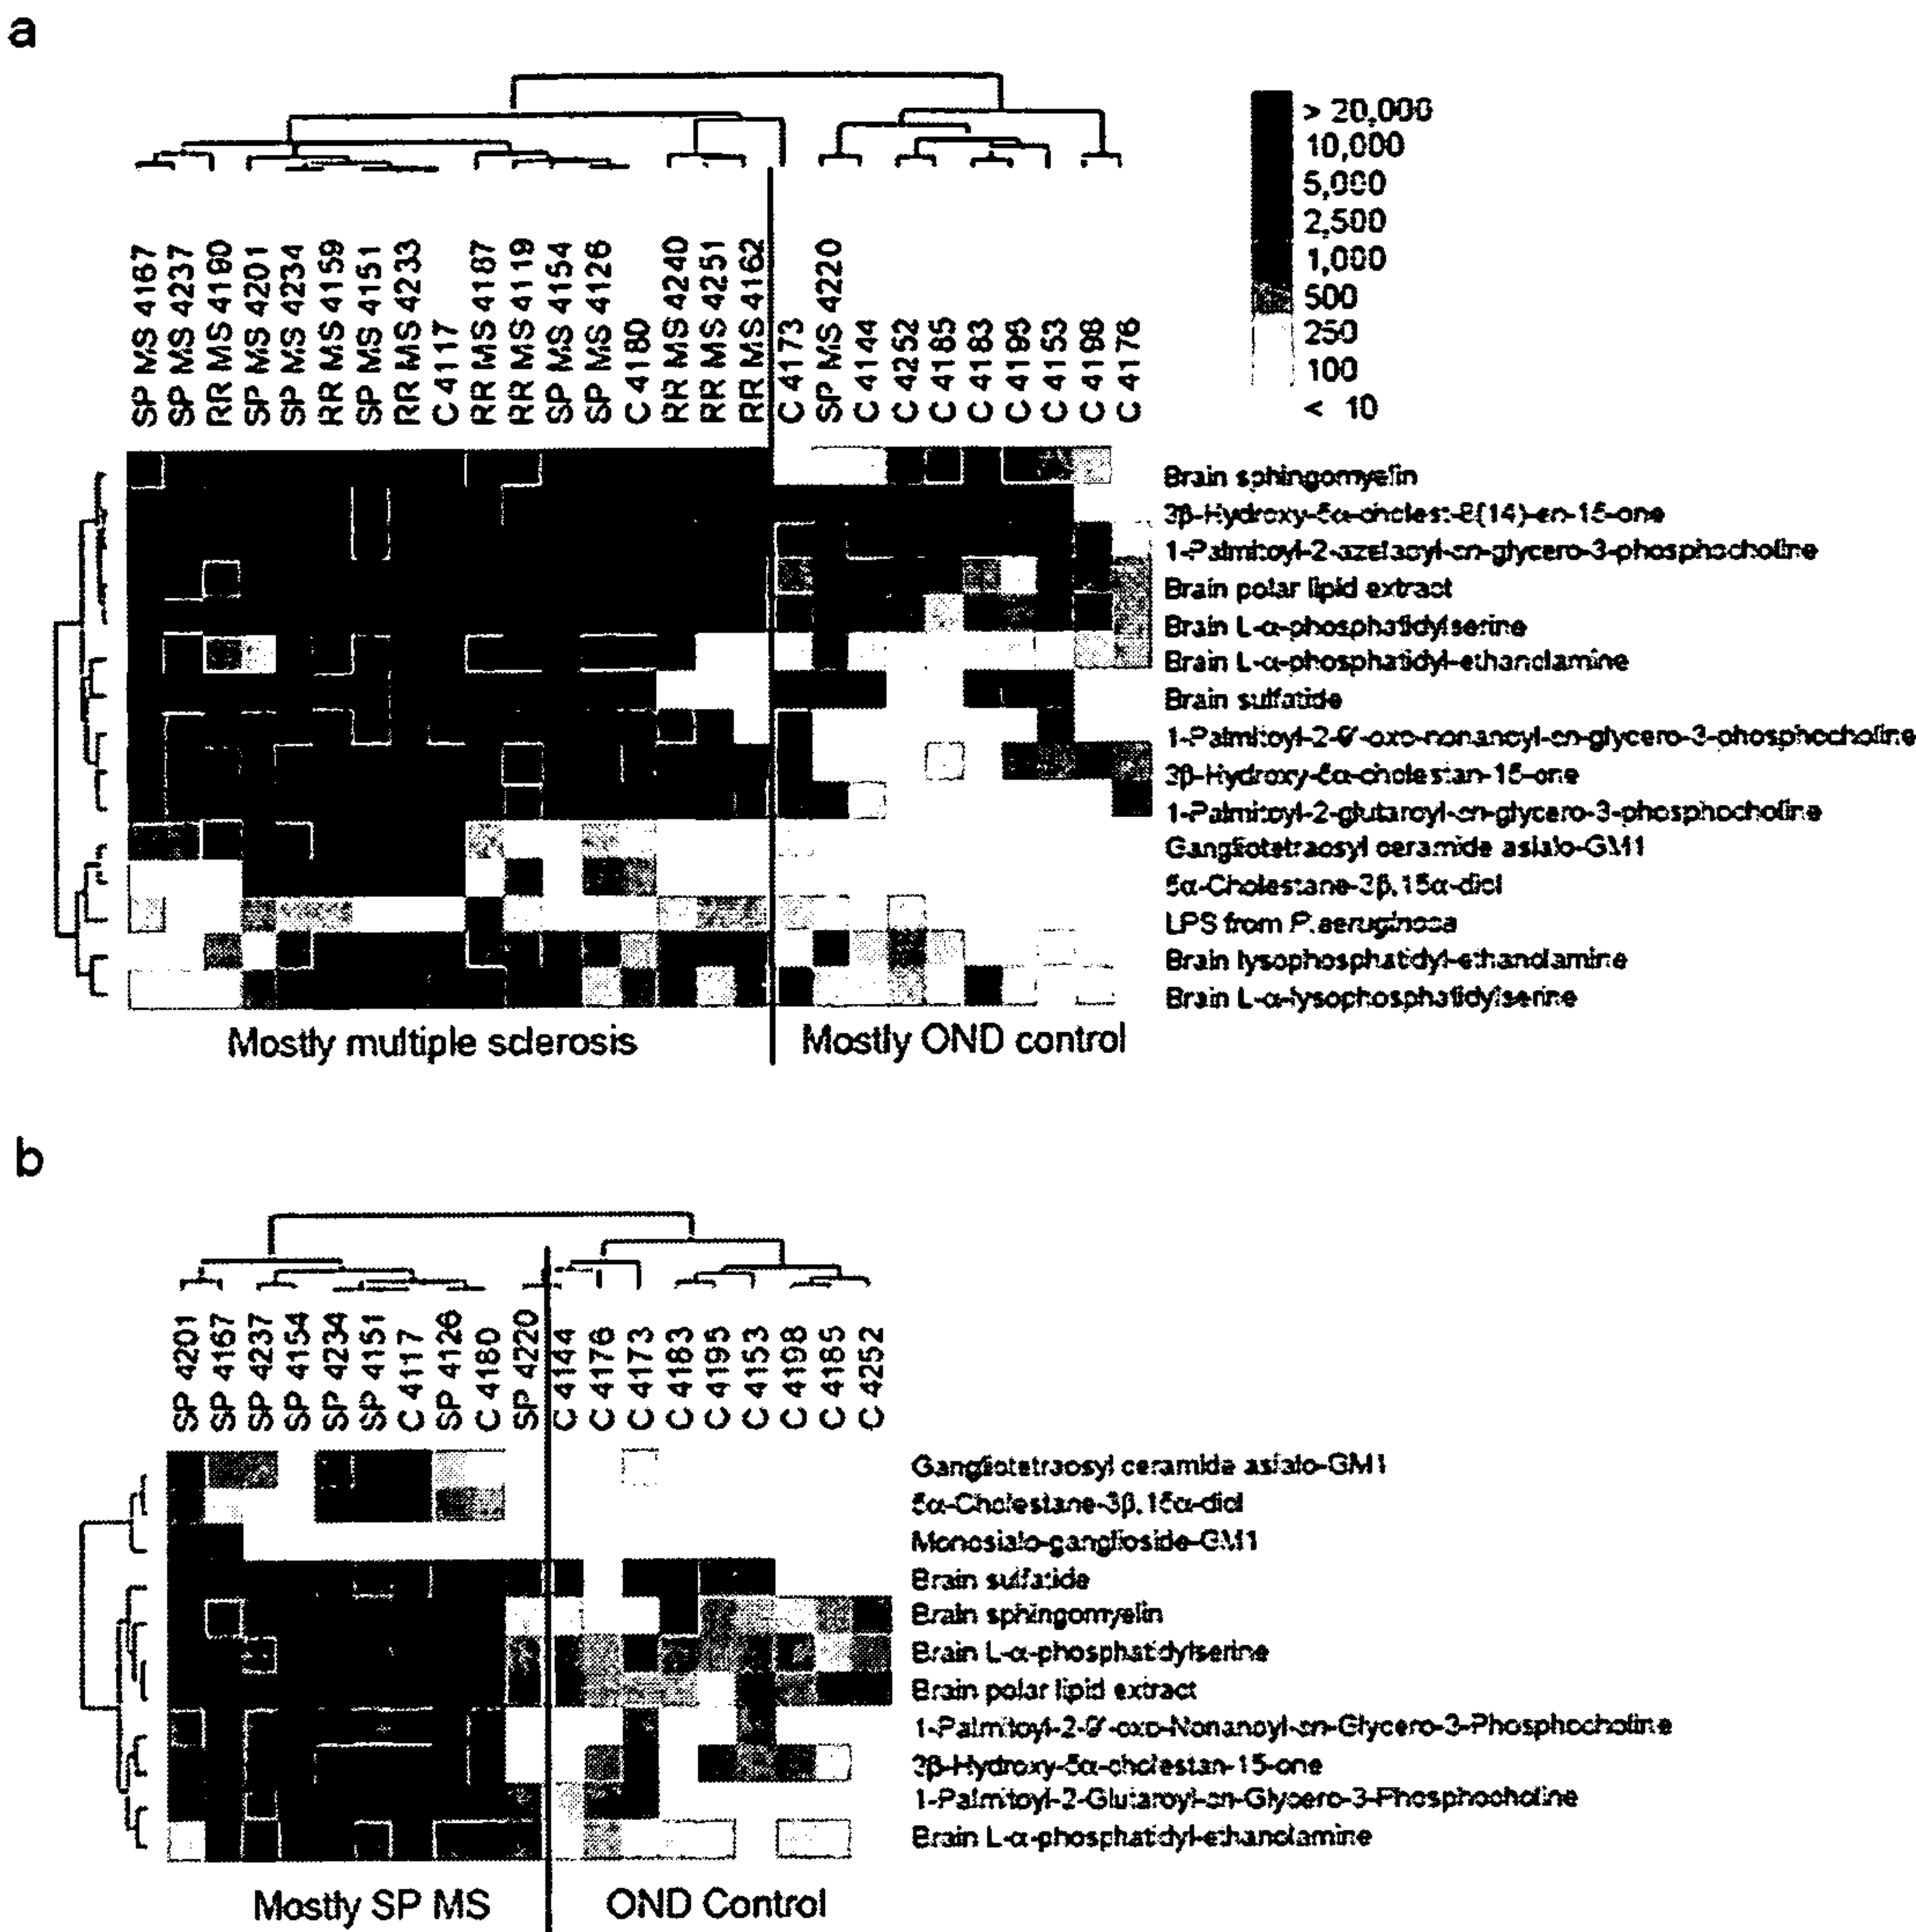 a
> 20,000
10,000
5,000
2,500
1,000
500
250
100
< 10
SP MS 4167
SP MS 4237
RR MS 4190
SP MS 4201
SP MS 4234
RR MS 4159
SP MS 4151
RR MS 4233
C 4117
RR MS 4187
RR MS 4119
SP MS 4154
SP MS 4126
C 4180
RR MS 4240
RR MS 4251
RR MS 4162
C 4173
SP MS 4220
C 4144
C 4252
C 4185
C 4183
C 4195
C 4153
C 4198
C 4176
Brain sphingomyelin
3β-Hydroxy-5α-cholest-8(14)-en-15-one
1-Palmitoyl-2-azelaoyl-sn-glycero-3-phosphocholine
Brain polar lipid extract
Brain L-α-phosphatidylserine
Brain L-α-phosphatidyl-ethanolamine
Brain sulfatide
1-Palmitoyl-2-9'-oxo-nonanoyl-sn-glycero-3-phosphocholine
3β-Hydroxy-5α-cholestan-15-one
1-Palmitoyl-2-glutaroyl-sn-glycero-3-phosphocholine
Gangliotetraosyl ceramide asialo-GM1
5α-Cholestane-3β,15α-diol
LPS from P. aeruginosa
Brain lysophosphatidyl-ethanolamine
Brain L-α-lysophosphatidylserine
Mostly multiple sclerosis
Mostly OND control
b
SP 4201
SP 4167
SP 4237
SP 4154
SP 4234
SP 4151
C 4117
SP 4126
C 4180
SP 4220
C 4144
C 4176
C 4173
C 4183
C 4195
C 4153
C 4198
C 4185
C 4252
Gangliotetraosyl ceramide asialo-GM1
5α-Cholestane-3β,15α-diol
Monosialo-ganglioside-GM1
Brain sulfatide
Brain sphingomyelin
Brain L-α-phosphatidylserine
Brain polar lipid extract
1-Palmitoyl-2-9'-oxo-Nonanoyl-sn-Glycero-3-Phosphocholine
3β-Hydroxy-5α-cholestan-15-one
1-Palmitoyl-2-Glutaroyl-sn-Glycero-3-Phosphocholine
Brain L-α-phosphatidyl-ethanolamine
Mostly SP MS
OND Control